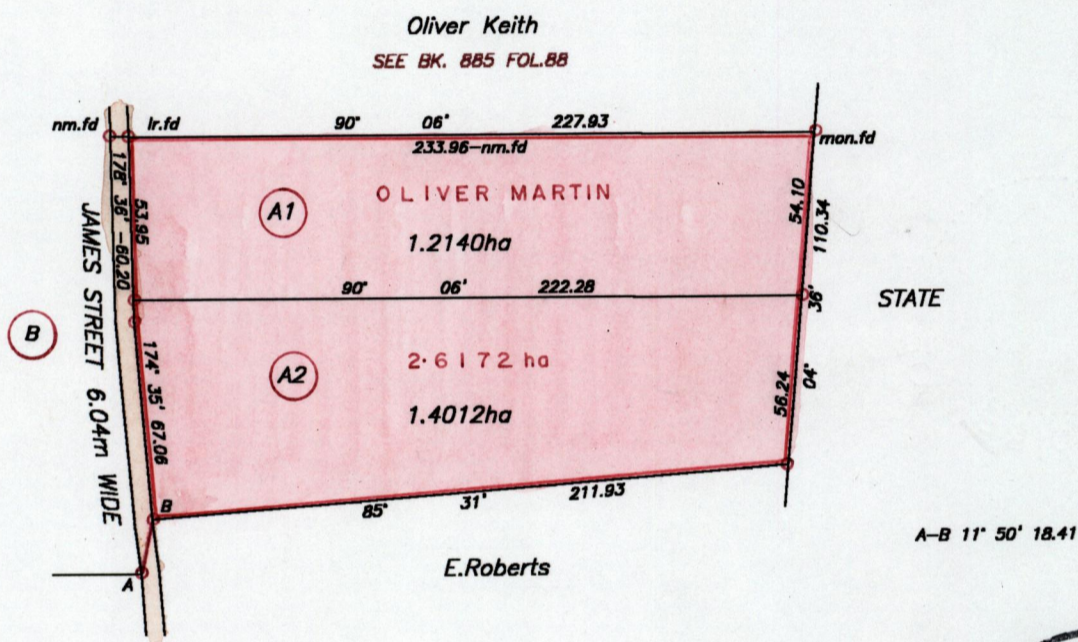 Oliver Keith
SEE BK. 885 FOL.88
nm.fd
Ir.fd
90° 06' 227.93
mon.fd
233.96-nm.fd
178° 36' -60.20
53.95
OLIVER MARTIN
A1
1.2140ha
54.10
110.34
JAMES STREET 6.04m WIDE
90° 06' 222.28
36'
STATE
B
174° 35' 67.06
A2
2.6172 ha
1.4012ha
56.24
04°
B
85° 31' 211.93
A-B 11° 50' 18.41
E.Roberts
A